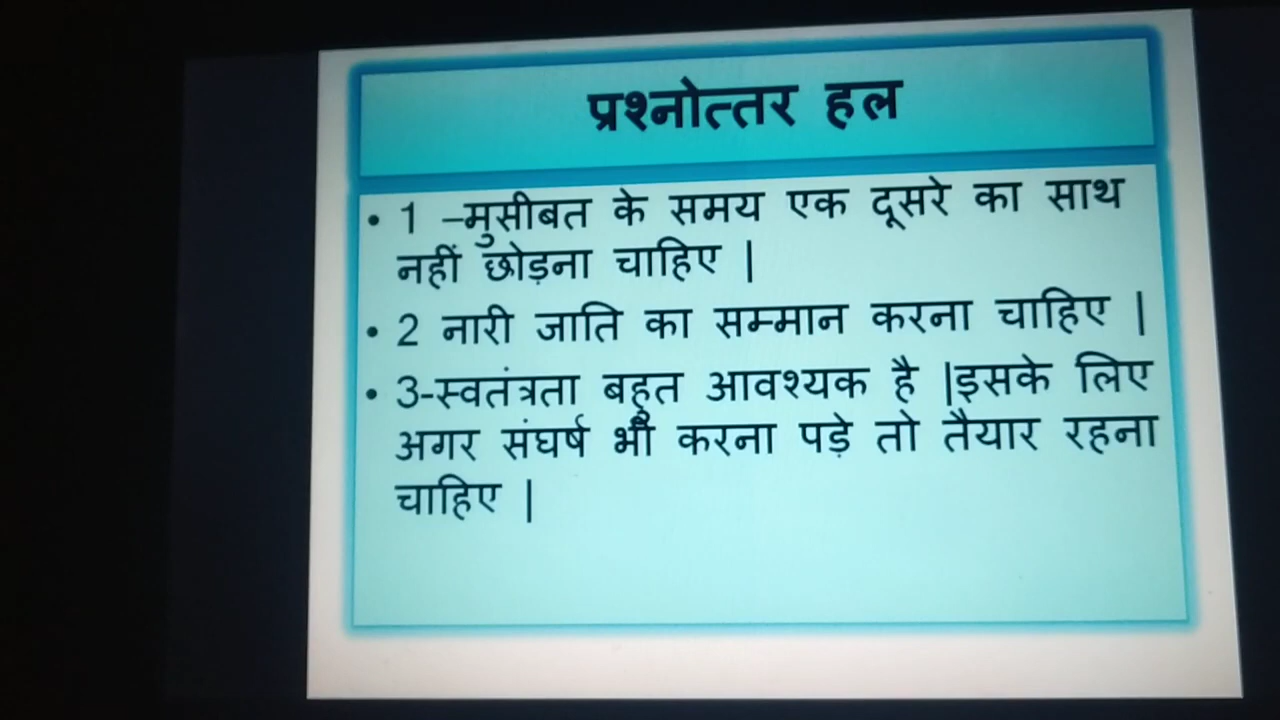 प्रश्नोत्तर हल
• 1 –मुसीबत के समय एक दूसरे का साथ
नहीं छोड़ना चाहिए |
• 2 नारी जाति का सम्मान करना चाहिए |
• 3-स्वतंत्रता बहुत आवश्यक है |इसके लिए
अगर संघर्ष भी करना पड़े तो तैयार रहना
चाहिए |